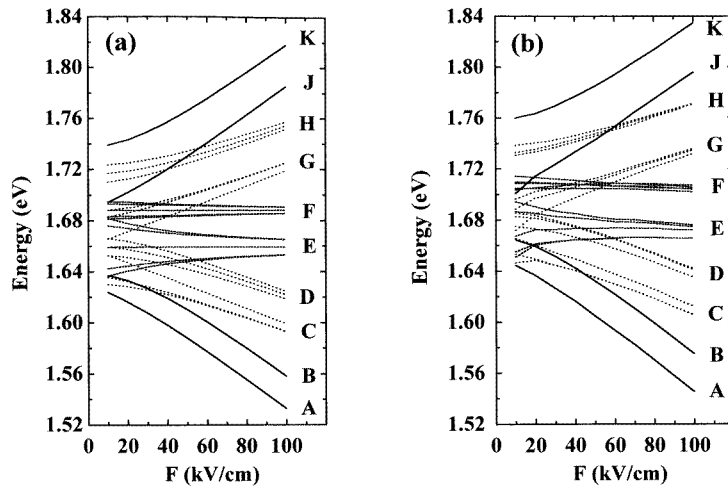 (a)
1.84
1.80
1.76
1.72
1.68
1.64
1.60
1.56
1.52
Energy (eV)
0 20 40 60 80 100
F (kV/cm)
K
J
H
G
F
E
D
C
B
A
(b)
1.84
1.80
1.76
1.72
1.68
1.64
1.60
1.56
1.52
Energy (eV)
0 20 40 60 80 100
F (kV/cm)
K
J
H
G
F
E
D
C
B
A